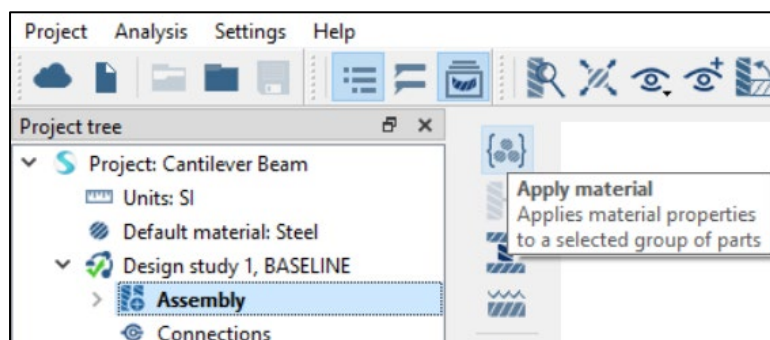 Project Analysis Settings Help
Project tree
Project: Cantilever Beam
Units: SI
Default material: Steel
Design study 1, BASELINE
Assembly
Connections
Apply material
Applies material properties
to a selected group of parts